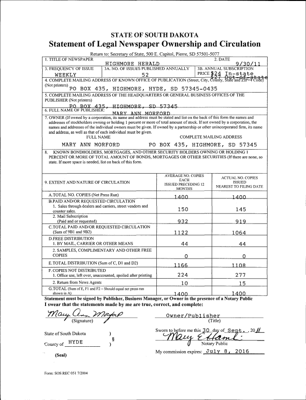 STATE OF SOUTH DAKOTA
Statement of Legal Newspaper Ownership and Circulation
Return to: Secretary of State, 500 E. Capitol, Pierre, SD 57501-5077
1. TITLE OF NEWSPAPER
HIGHMORE HERALD
2. DATE
9/30/11
3. FREQUENCY OF ISSUE
WEEKLY
3A. NO. OF ISSUES PUBLISHED ANNUALLY
52
3B. ANNUAL SUBSCRIPTION
PRICE
In-state
4. COMPLETE MAILING ADDRESS OF KNOWN OFFICE OF PUBLICATION (Street, City, County, State and ZIP+4 Code)
(Not printers)
PO BOX 435, HIGHMORE, HYDE, SD 57345-0435
5. COMPLETE MAILING ADDRESS OF THE HEADQUARTERS OF GENERAL BUSINESS OFFICES OF THE
PUBLISHER (Not printers)
PO BOX 435, HIGHMORE, SD 57345
6. FULL NAME OF PUBLISHER:
MARY ANN MORFORD
7. OWNER (If owned by a corporation, its name and address must be stated and list on the back of this form the names and
addresses of stockholders owning or holding 1 percent or more of total amount of stock. If not owned by a corporation, the
names and addresses of the individual owners must be given. If owned by a partnership or other unincorporated firm, its name
and address, as well as that of each individual must be given.
FULL NAME
COMPLETE MAILING ADDRESS
MARY ANN MORFORD
PO BOX 435, HIGHMORE, SD 57345
8. KNOWN BONDHOLDERS, MORTGAGEES, AND OTHER SECURITY HOLDERS OWNING OR HOLDING 1
PERCENT OR MORE OF TOTAL AMOUNT OF BONDS, MORTGAGES OR OTHER SECURITIES (If there are none, so
state. If more space is needed, list on back of this form.
9. EXTENT AND NATURE OF CIRCULATION
AVERAGE NO. COPIES
EACH
ISSUED PRECEDING 12
MONTHS
ACTUAL NO. COPIES
ISSUED
NEAREST TO FILING DATE
A. TOTAL NO. COPIES (Net Press Run)
1400
1400
B. PAID AND/OR REQUESTED CIRCULATION
1. Sales through dealers and carriers, street vendors and
counter sales.
150
145
2. Mail Subscription
(Paid and or requested)
932
919
C. TOTAL PAID AND/OR REQUESTED CIRCULATION
(Sum of 9B1 and 9B2)
1122
1064
D. FREE DISTRIBUTION
1. BY MAIL, CARRIER OR OTHER MEANS
44
44
2. SAMPLES, COMPLIMENTARY AND OTHER FREE
COPIES
0
0
E. TOTAL DISTRIBUTION (Sum of C, D1 and D2)
1166
1108
F. COPIES NOT DISTRIBUTED
1. Office use, left over, unaccounted, spoiled after printing
224
277
2. Return from News Agents
10
15
G. TOTAL (Sum of E, F1 and F2 - Should equal net press run
shown in A)
1400
1400
Statement must be signed by Publisher, Business Manager, or Owner in the presence of a Notary Public
I swear that the statements made by me are true, correct, and complete:
Mary Ann Morford
(Signature)
Owner/Publisher
(Title)
State of South Dakota )
County of HYDE ) §
(Seal)
Sworn to before me this 30 day of Sept., 20 11
Notary Public
My commission expires: July 8, 2016